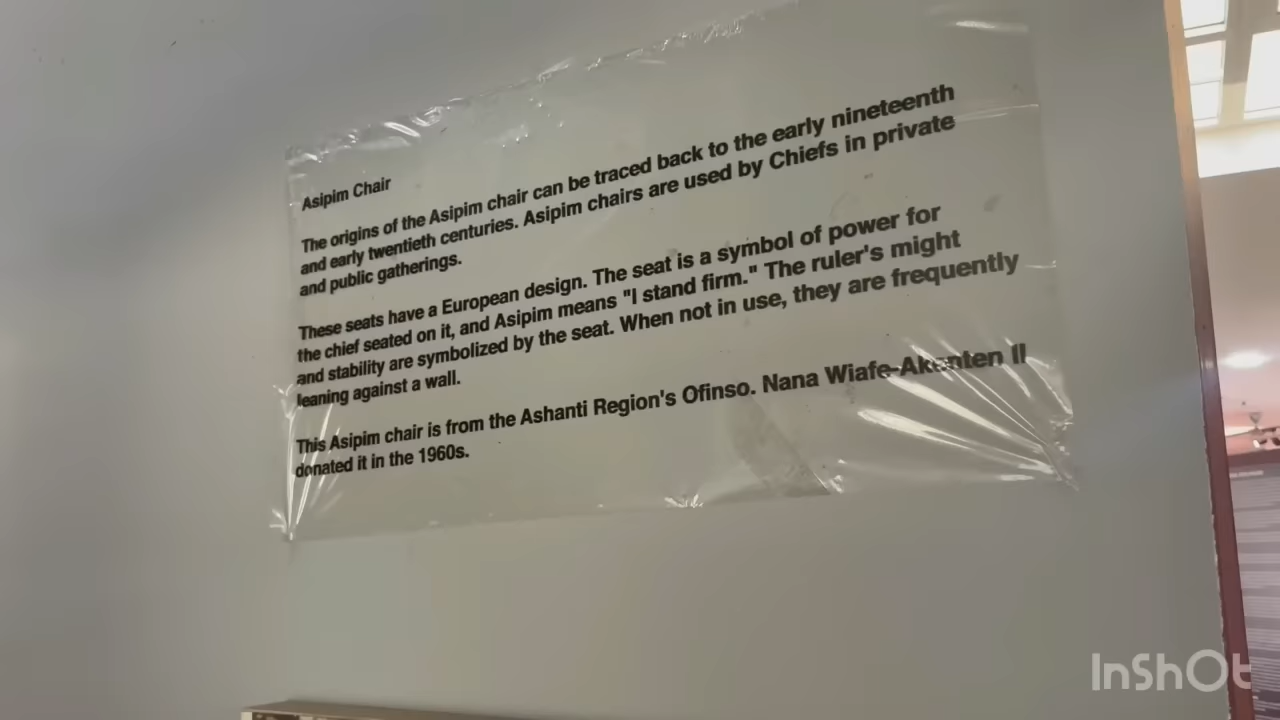 Asipim Chair
The origins of the Asipim chair can be traced back to the early nineteenth
and early twentieth centuries. Asipim chairs are used by Chiefs in private
and public gatherings.
These seats have a European design. The seat is a symbol of power for
the chief seated on it, and Asipim means "I stand firm." The ruler's might
and stability are symbolized by the seat. When not in use, they are frequently
leaning against a wall.
This Asipim chair is from the Ashanti Region's Ofinso. Nana Wiafe-Akenten II
donated it in the 1960s.
InShOt